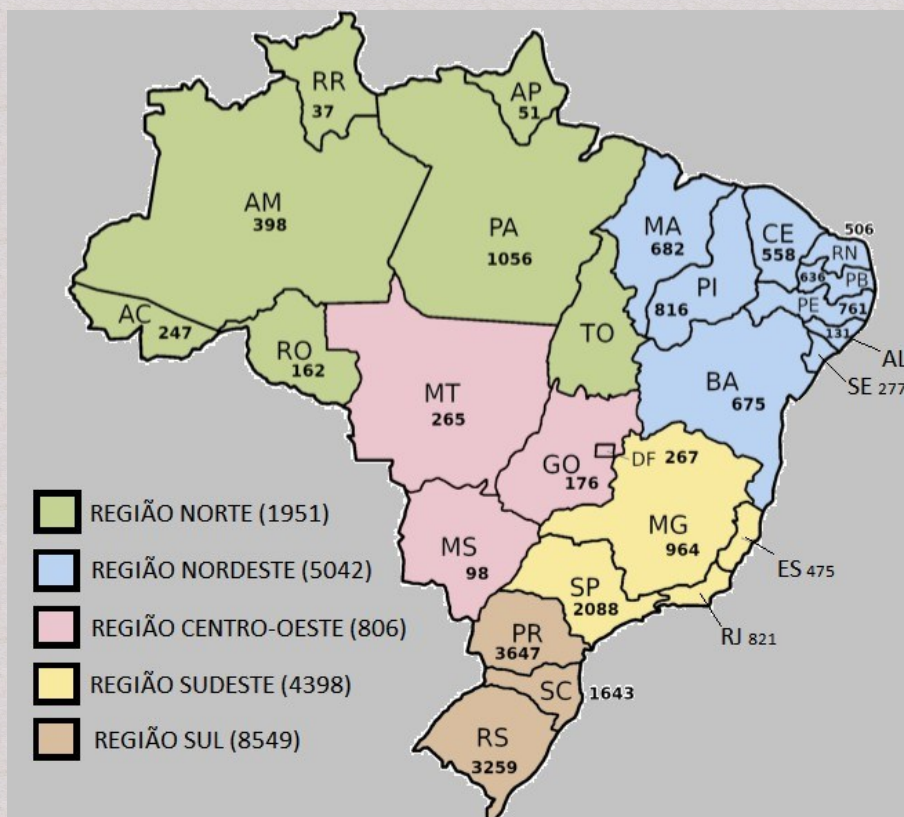 RR
37
AP
51
AM
398
PA
1056
MA
682
CE
558
506
RN
636
PB
PI
816
PE
761
131
AL
SE 277
AC
247
RO
162
TO
BA
675
MT
265
GO
176
DF 267
MG
964
ES 475
MS
98
SP
2088
RJ 821
PR
3647
SC
1643
RS
3259
REGIÃO NORTE (1951)
REGIÃO NORDESTE (5042)
REGIÃO CENTRO-OESTE (806)
REGIÃO SUDESTE (4398)
REGIÃO SUL (8549)